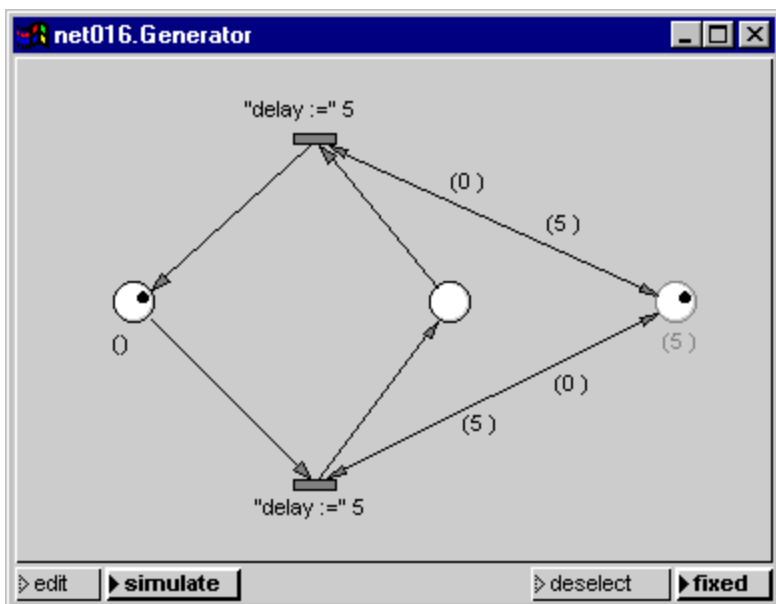 net016.Generator
"delay :=" 5
(0 )
(5 )
()
(5 )
(0 )
(5 )
"delay :=" 5
edit
simulate
deselect
fixed